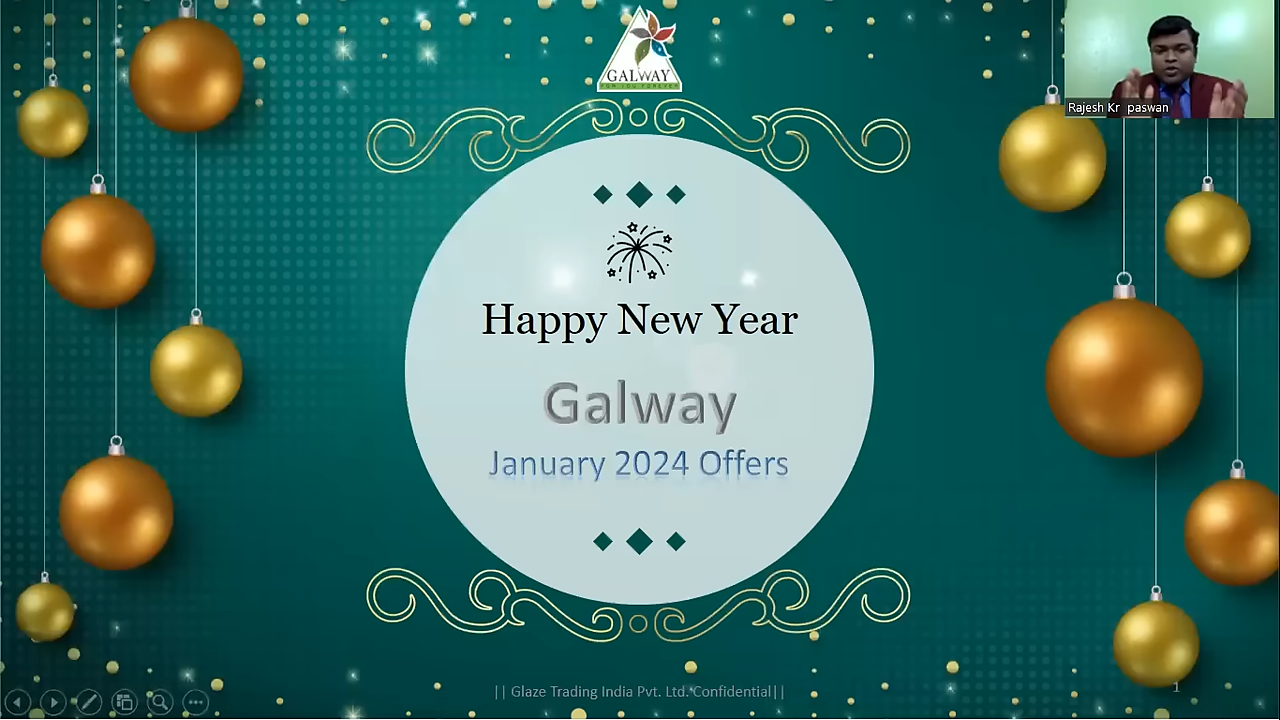 GALWAY
FOR YOU FOREVER
Rajesh Kr paswan
Happy New Year
Galway
January 2024 Offers
|| Glaze Trading India Pvt. Ltd. Confidential||
1